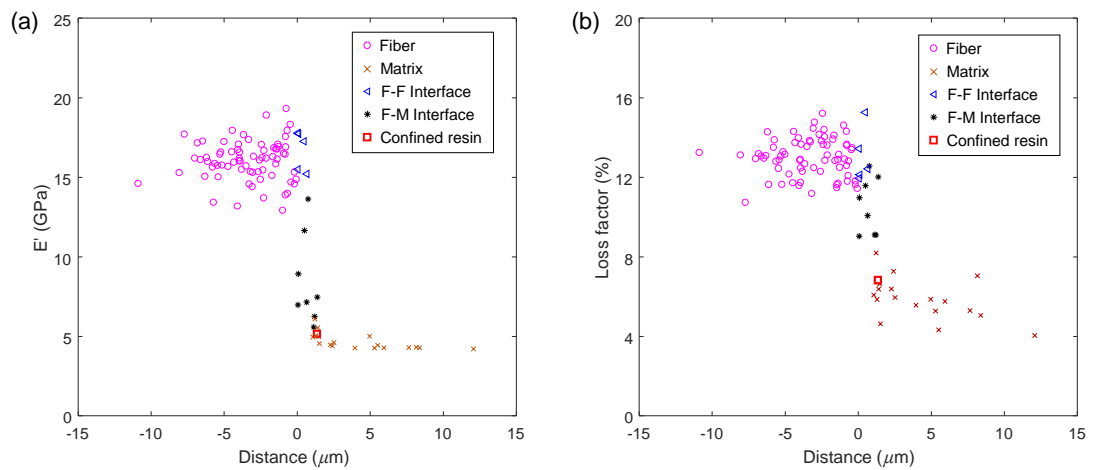 (a)
25
20
15
10
5
0
E' (GPa)
-15
-10
-5
0
5
10
15
Distance (μm)
Fiber
Matrix
F-F Interface
F-M Interface
Confined resin
(b)
20
16
12
8
4
0
Loss factor (%)
-15
-10
-5
0
5
10
15
Distance (μm)
Fiber
Matrix
F-F Interface
F-M Interface
Confined resin